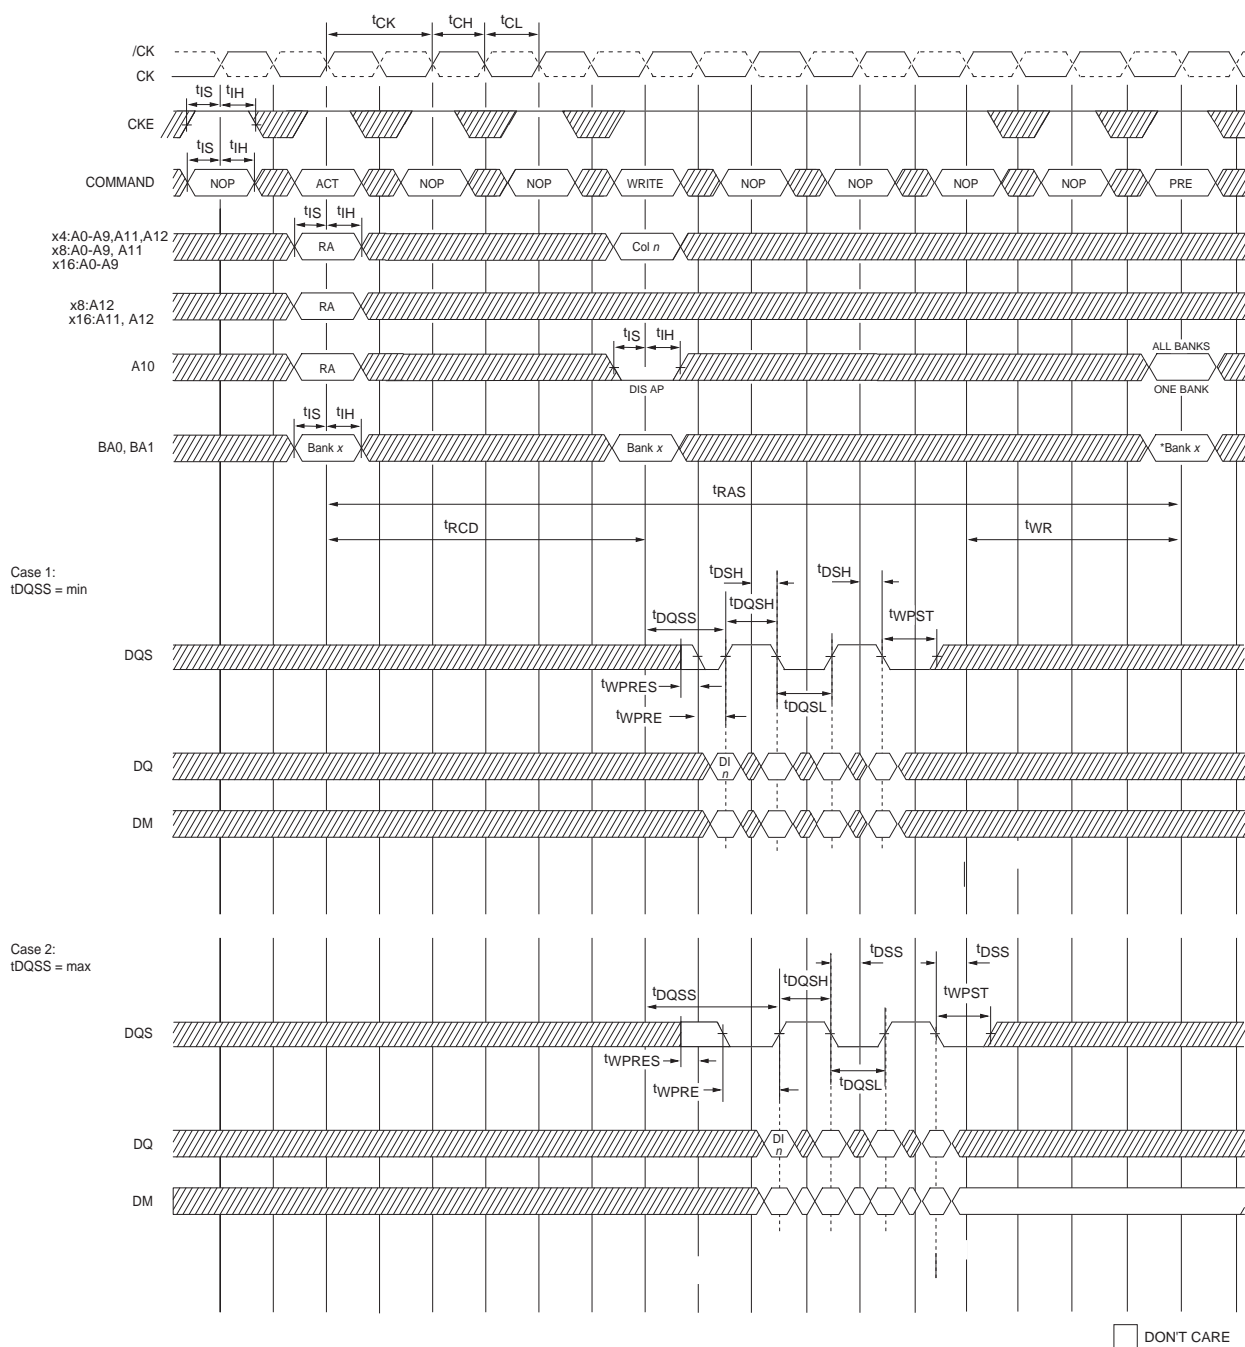 tCK tCH tCL
/CK
CK
tIS tIH
CKE
tIS tIH
COMMAND NOP ACT NOP NOP WRITE NOP NOP NOP NOP PRE
tIS tIH
x4:A0-A9,A11,A12
x8:A0-A9, A11
x16:A0-A9
RA Col n
x8:A12
x16:A11, A12
RA
tIS tIH
ALL BANKS
A10 RA
DIS AP ONE BANK
tIS tIH
BA0, BA1 Bank x Bank x *Bank x
tRAS
tRCD tWR
Case 1:
tDQSS = min
tDSH tDSH
tDQSH
tDQSS tWPST
DQS
tWPRES
tDQSL
tWPRE
DQ DI
n
DM
Case 2:
tDQSS = max
tDSS tDSS
tDQSH
tDQSS tWPST
DQS
tWPRES
tDQSL
tWPRE
DQ DI
n
DM
DON'T CARE